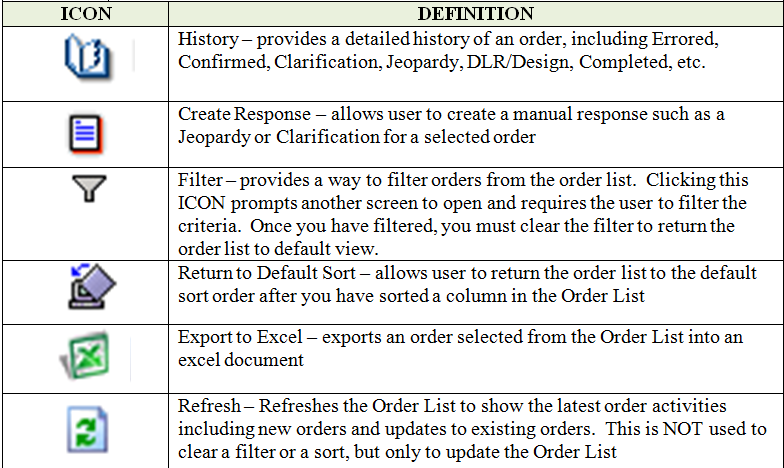 ICON DEFINITION
History – provides a detailed history of an order, including Errored,
Confirmed, Clarification, Jeopardy, DLR/Design, Completed, etc.
Create Response – allows user to create a manual response such as a
Jeopardy or Clarification for a selected order
Filter – provides a way to filter orders from the order list.  Clicking this
ICON prompts another screen to open and requires the user to filter the
criteria.  Once you have filtered, you must clear the filter to return the
order list to default view.
Return to Default Sort – allows user to return the order list to the default
sort order after you have sorted a column in the Order List
Export to Excel – exports an order selected from the Order List into an
excel document
Refresh – Refreshes the Order List to show the latest order activities
including new orders and updates to existing orders.  This is NOT used to
clear a filter or a sort, but only to update the Order List